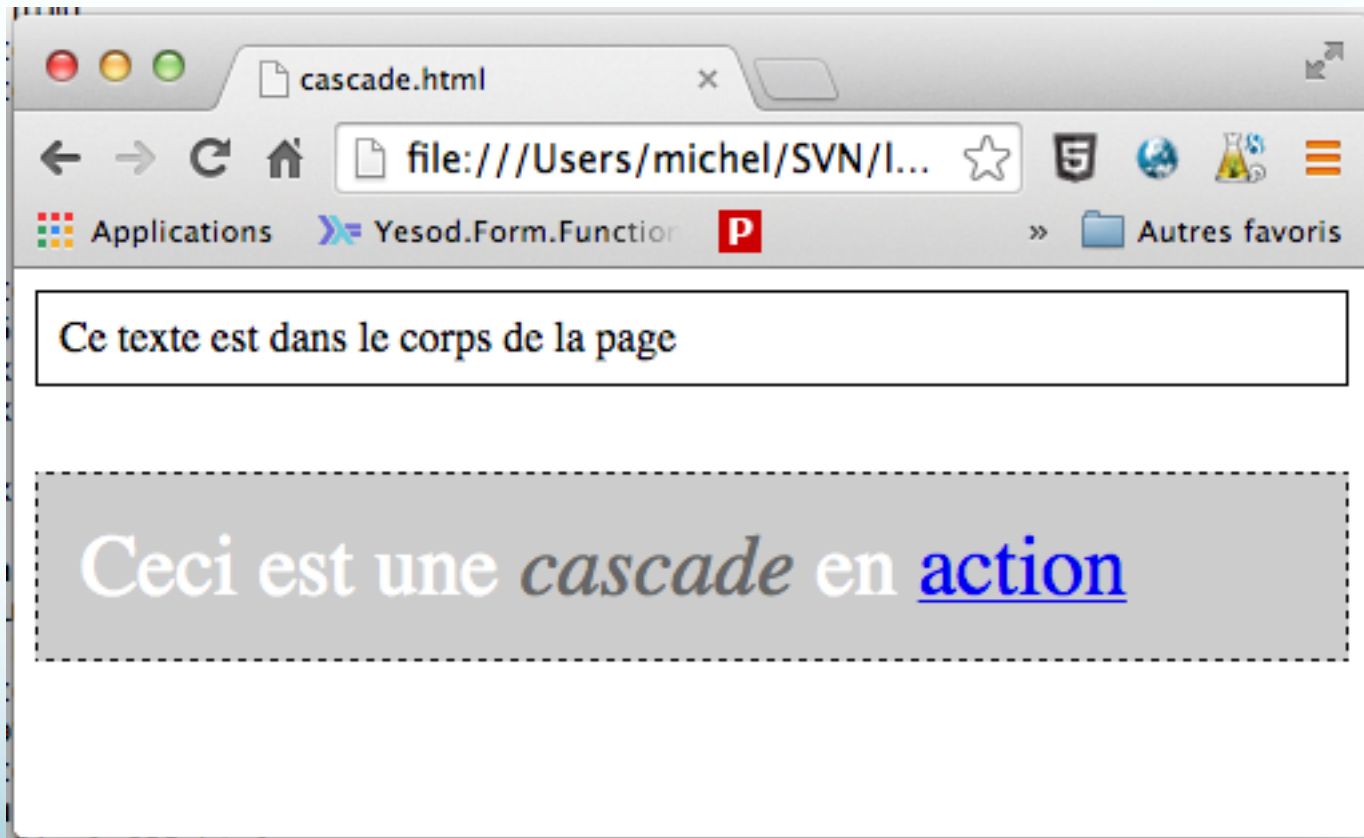 cascade.html
file:///Users/michel/SVN/l...
Applications Yesod.Form.Function P » Autres favoris
Ce texte est dans le corps de la page
Ceci est une cascade en action